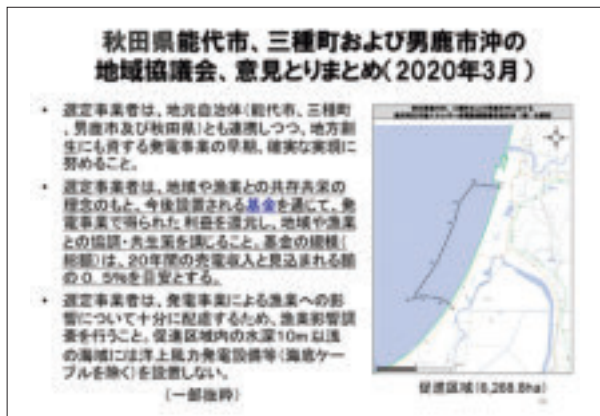 秋田県能代市、三種町および男鹿市沖の
地域協議会、意見とりまとめ(2020年3月)
• 選定事業者は、地元自治体(能代市、三種町
、男鹿市及び秋田県)とも連携しつつ、地方創
生にも資する発電事業の早期、確実な実現に
努めること。
• 選定事業者は、地域や漁業との共存共栄の
理念のもと、今後設置される基金を通じて、発
電事業で得られた利益を還元し、地域や漁業
との協調・共生策を講じること。基金の規模(
総額)は、20年間の売電収入と見込まれる額
の0.5%を目安とする。
• 選定事業者は、発電事業による漁業への影
響について十分に配慮するため、漁業影響調
査を行うこと。促進区域内の水深10m以浅
の海域には洋上風力発電設備等(海底ケー
ブルを除く)を設置しない。
(一部抜粋)
促進区域(6,268.8ha)